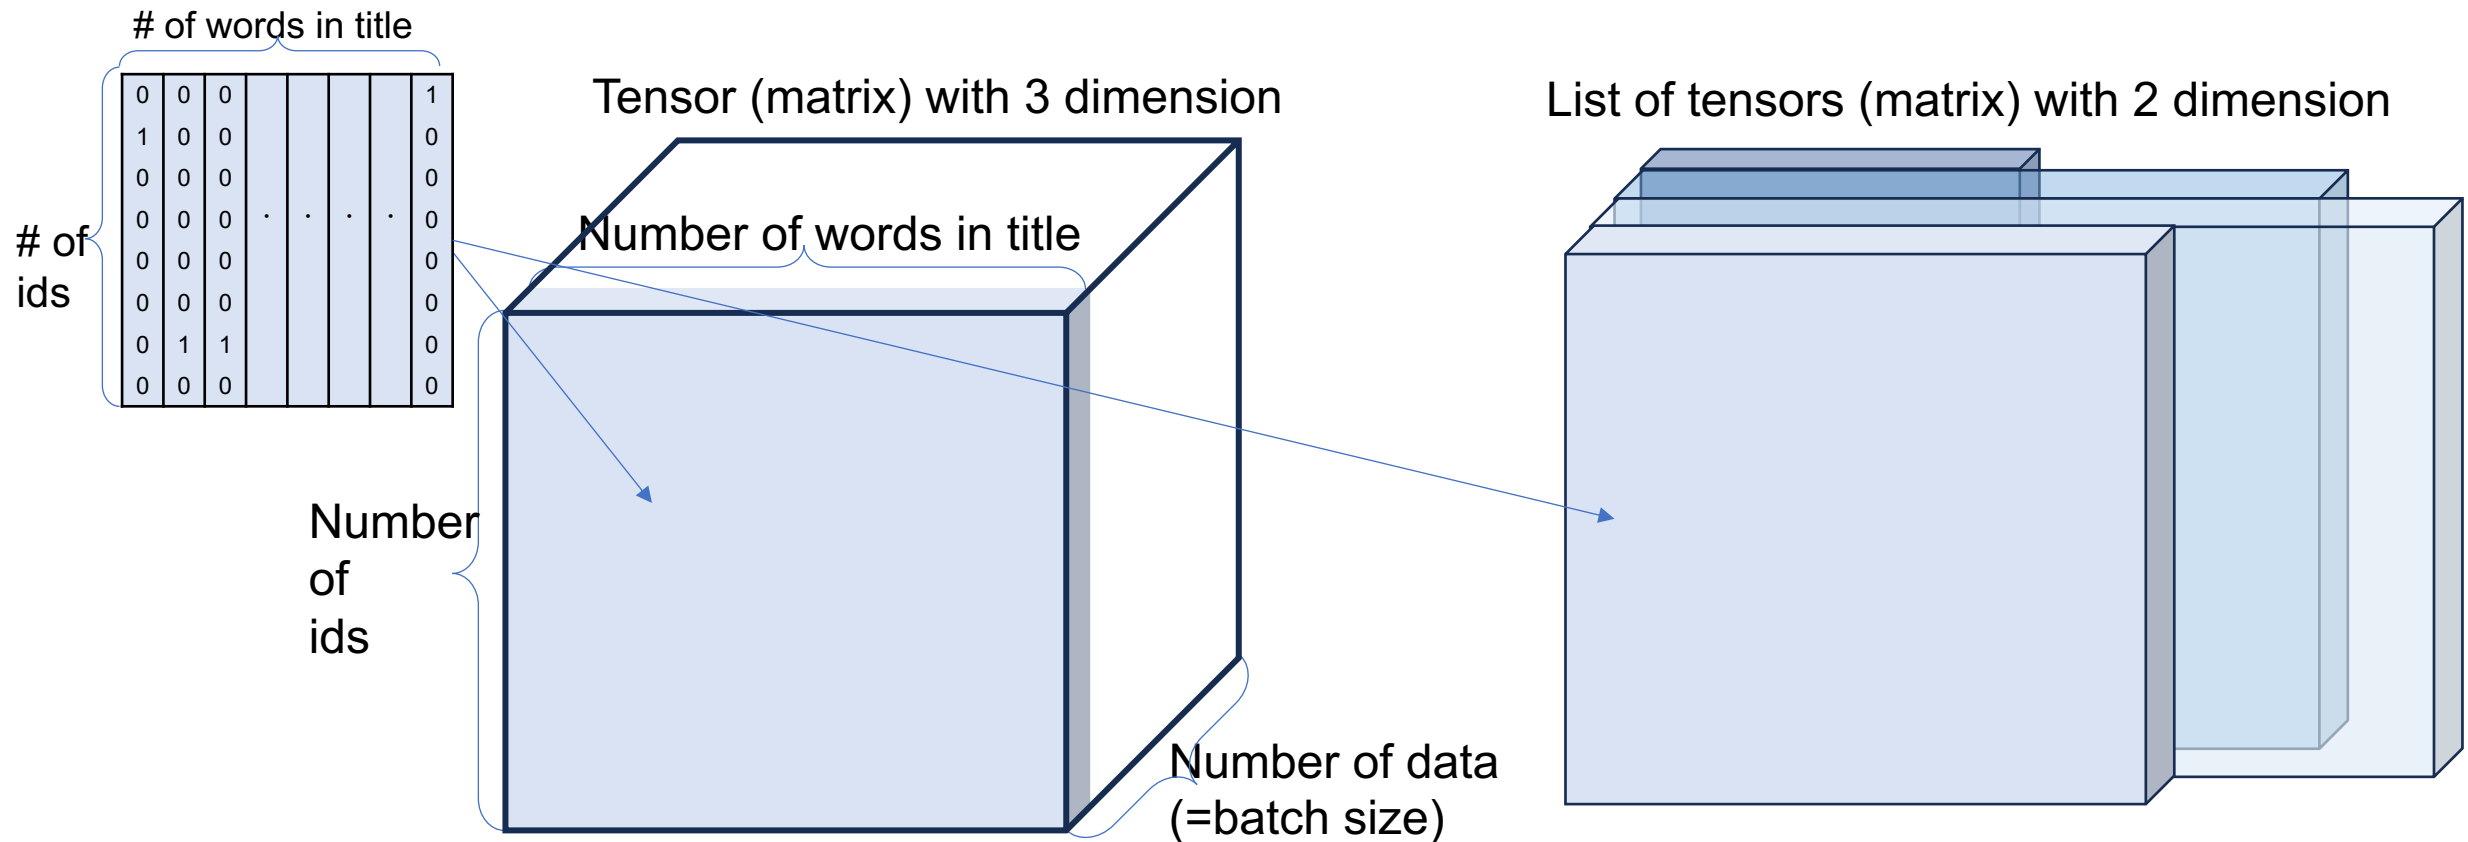 # of words in title
# of
ids
0 0 0 1
1 0 0 0
0 0 0 0
0 0 0 . . . . 0
0 0 0 0
0 0 0 0
0 1 1 0
0 0 0 0
Tensor (matrix) with 3 dimension
Number of words in title
Number
of
ids
Number of data
(=batch size)
List of tensors (matrix) with 2 dimension